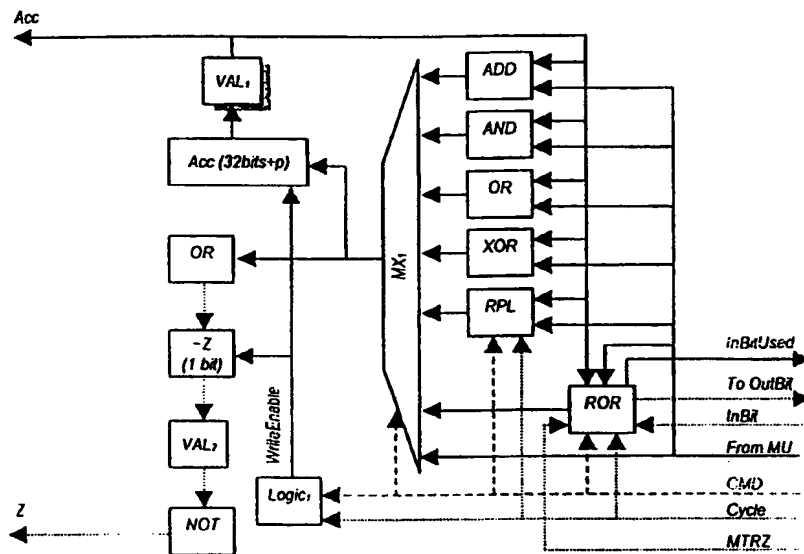 Acc
VAL₁
ADD
AND
Acc (32bits+p)
OR
OR
XOR
MX₁
RPL
~Z
(1 bit)
InBitUsed
To OutBit
ROR
InBit
VAL₂
WriteEnable
From MU
Logic₁
CMD
Cycle
Z
NOT
MTRZ